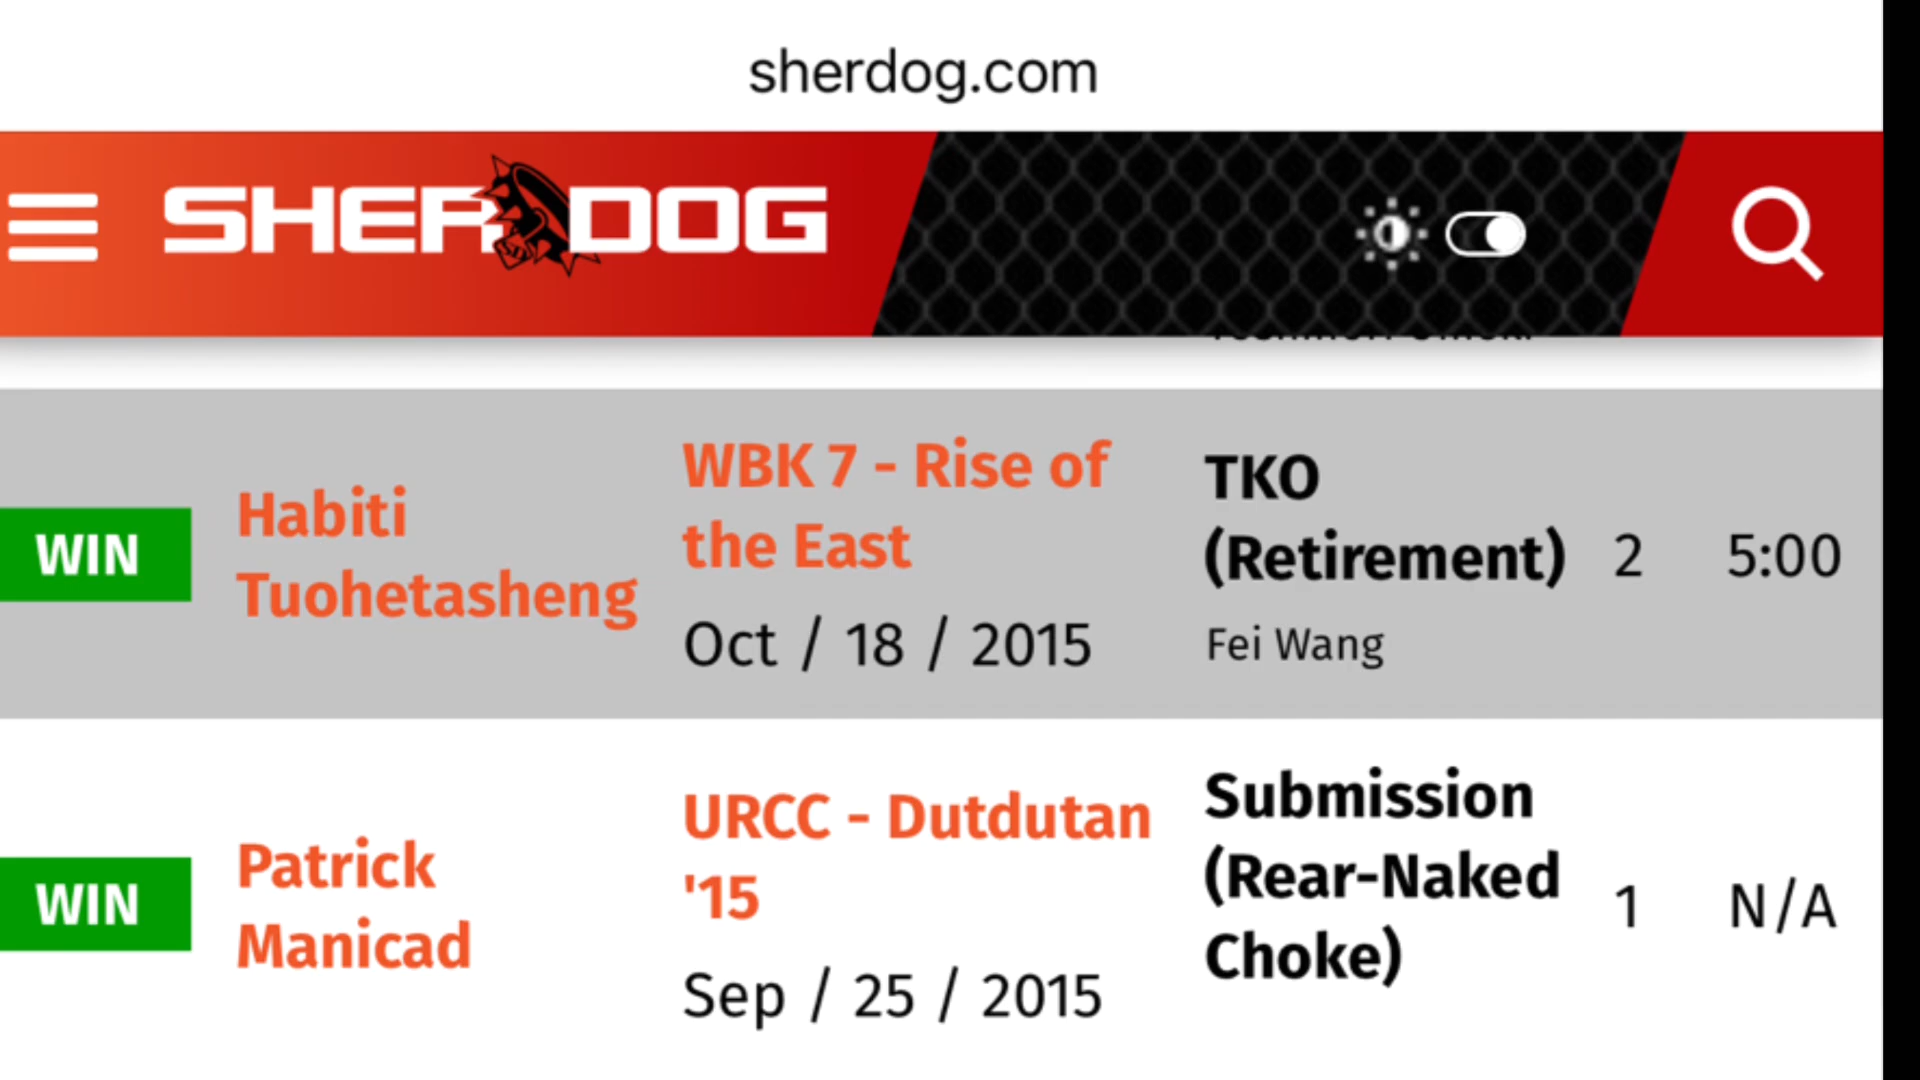 sherdog.com
SHERDOG
WIN
Habiti
Tuohetasheng
WBK 7 - Rise of
the East
Oct / 18 / 2015
TKO
(Retirement)
Fei Wang
2
5:00
WIN
Patrick
Manicad
URCC - Dutdutan
'15
Sep / 25 / 2015
Submission
(Rear-Naked
Choke)
1
N/A